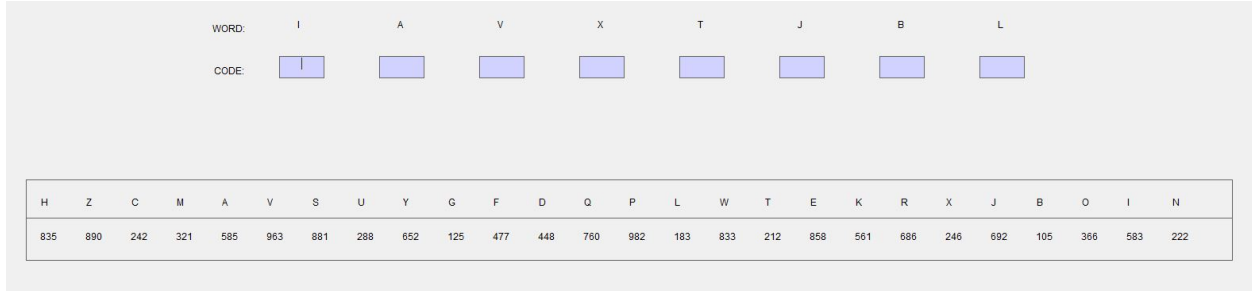 WORD: I A V X T J B L
CODE:
H Z C M A V S U Y G F D Q P L W T E K R X J B O I N
835 890 242 321 585 963 881 288 652 125 477 448 760 982 183 833 212 858 561 686 246 692 105 366 583 222